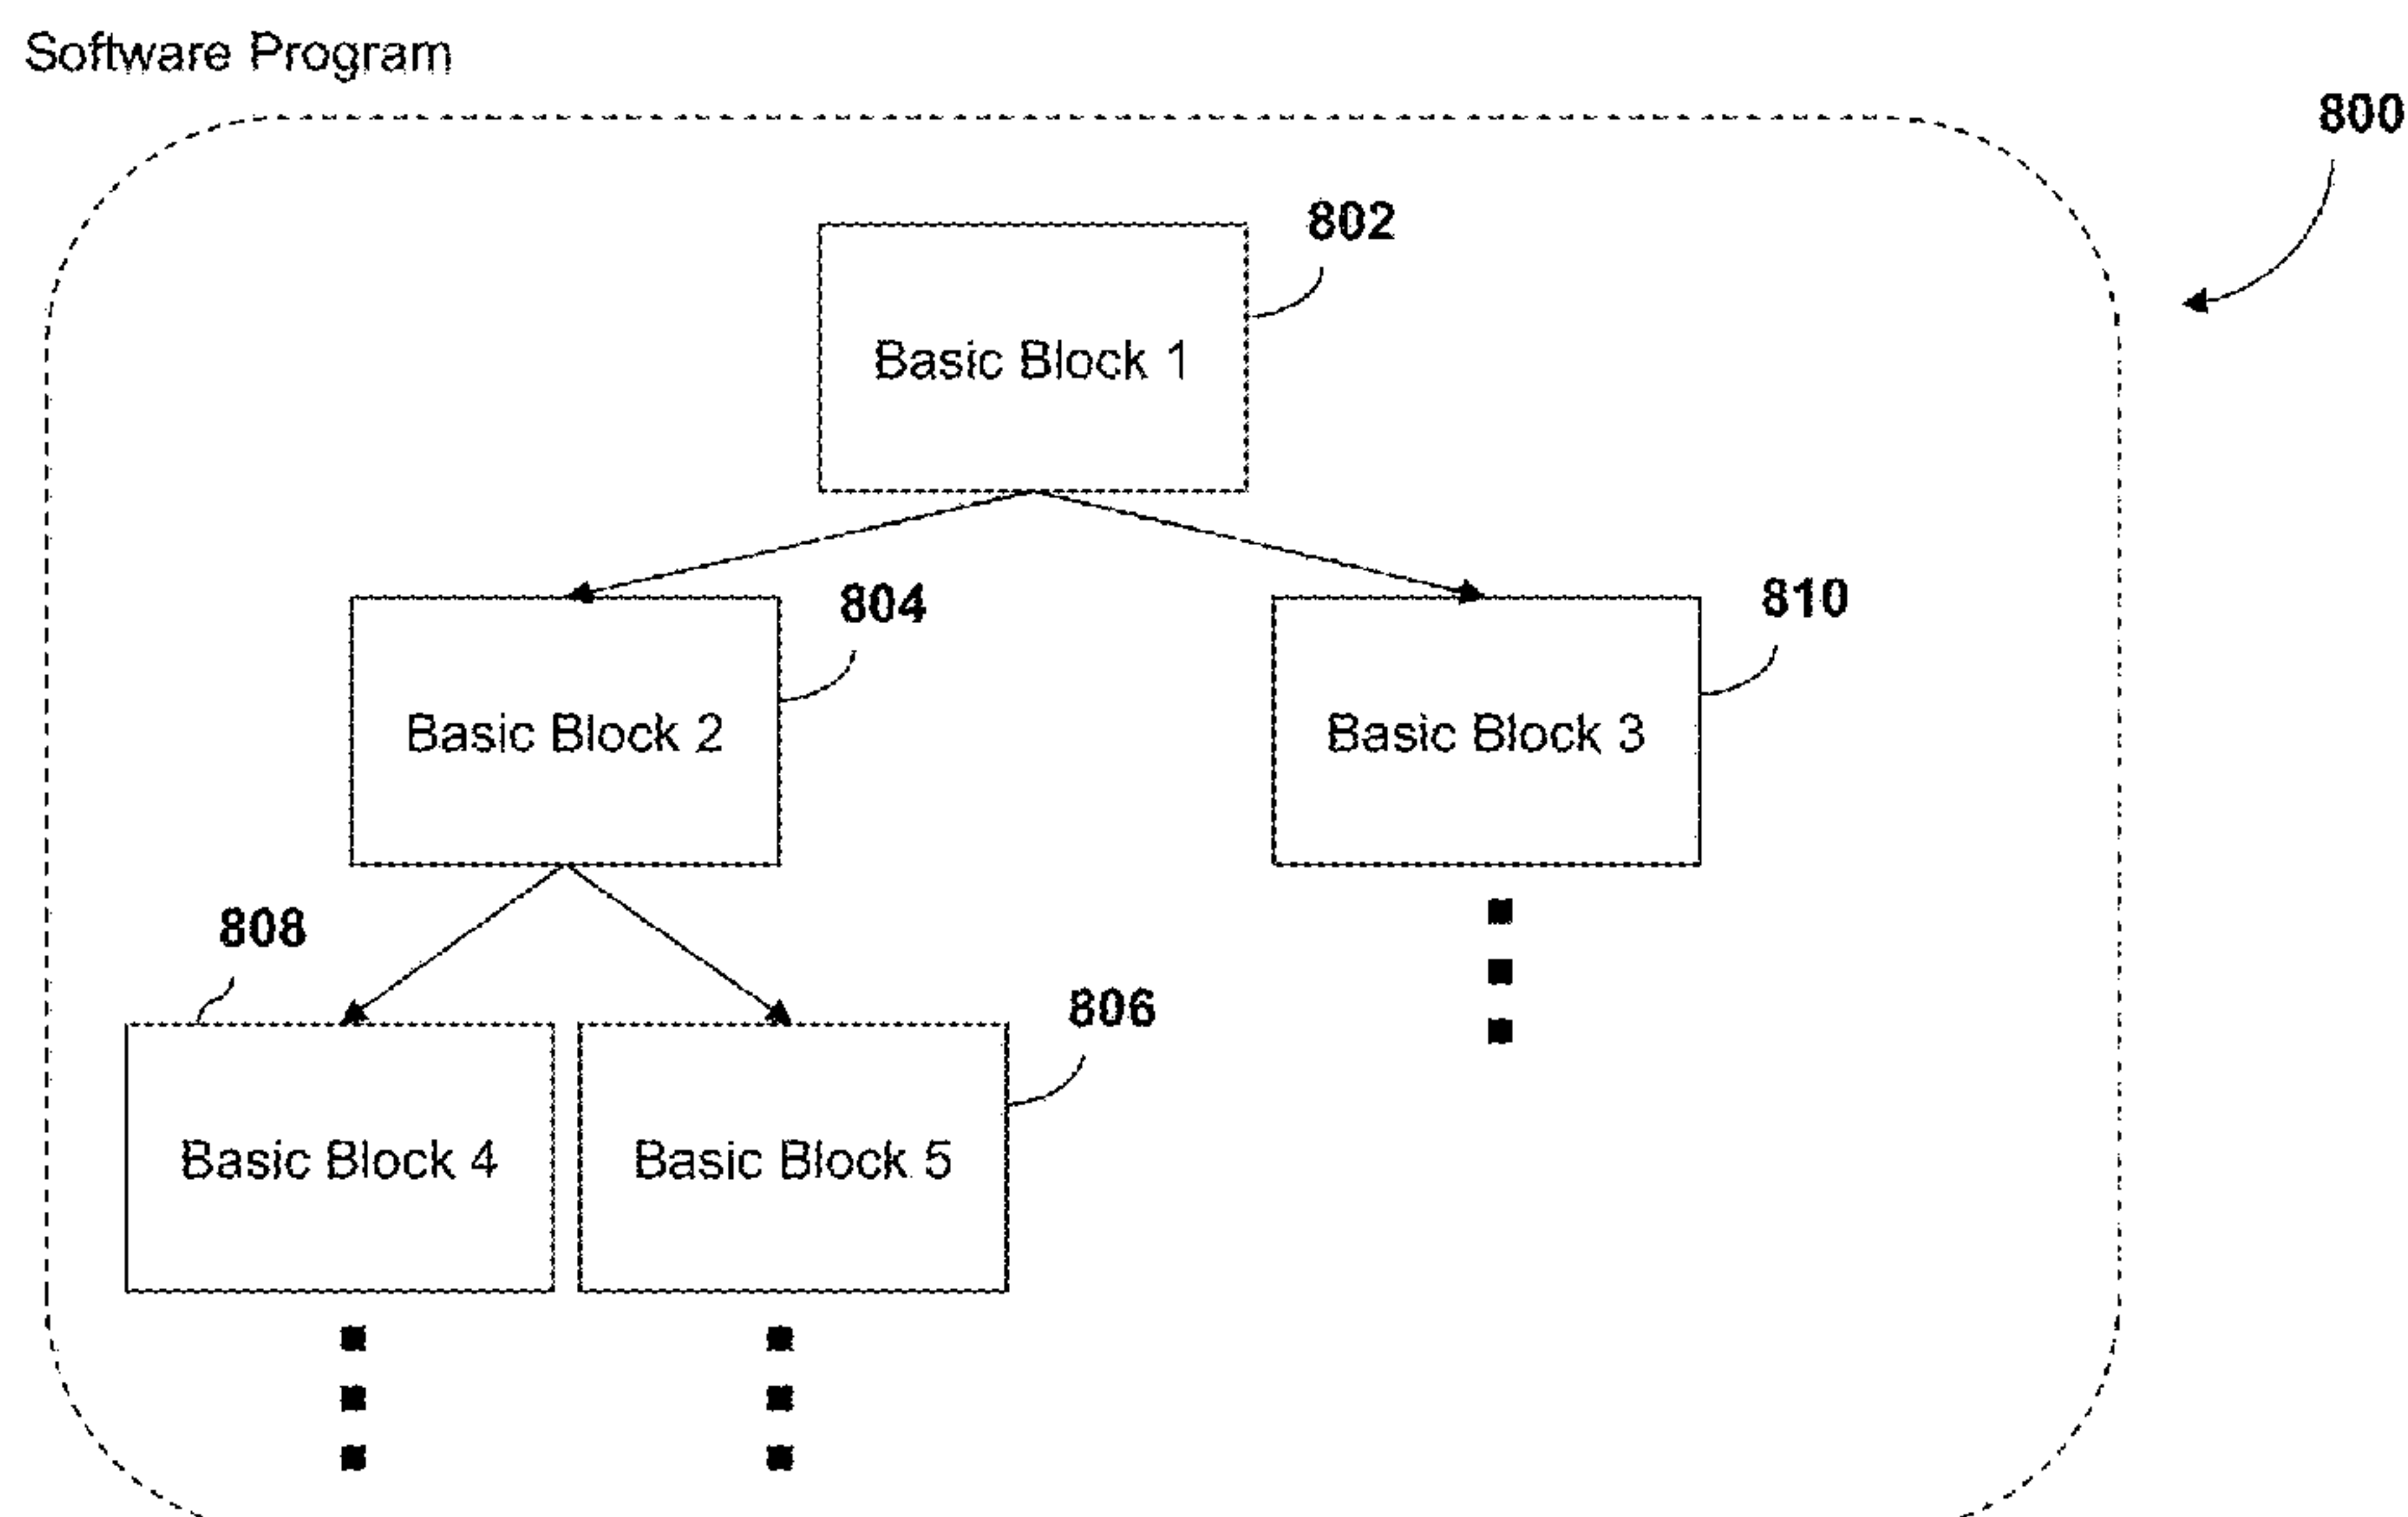 Software Program
800
802
Basic Block 1
804
810
Basic Block 2
Basic Block 3
808
806
Basic Block 4
Basic Block 5